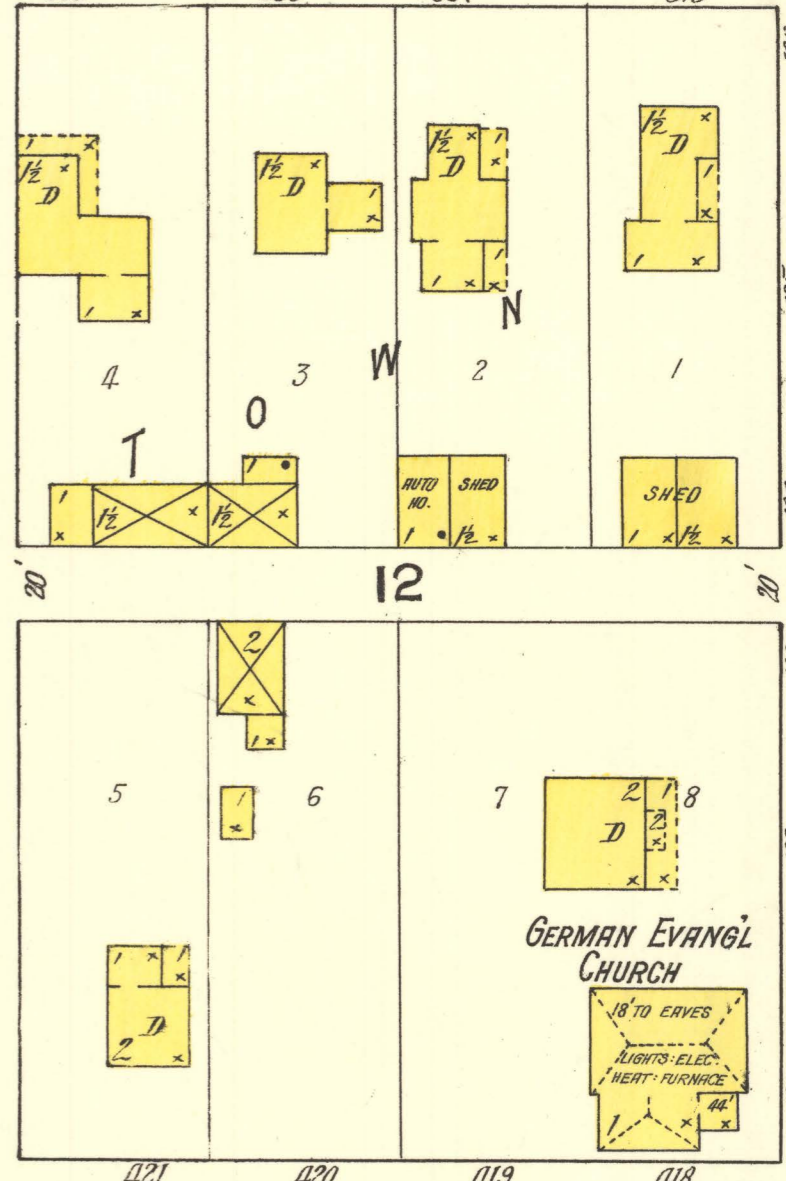 1 x
1½ x
D
1 x
1½ x
D
1 x
1½ x
D
1 x
1 x
1 x
1½ x
D
1 x
1 x
4
3
2
1
T O W N
1 x
1½ x
1½ x
1
AUTO HO.
1
SHED
1½ x
SHED
1 x
1½ x
20'
12
20'
2 x
1 x
1 x
5
6
7
8
2 1
D
2 x
x x
1 x
1 x
D
2 x
GERMAN EVANG'L
CHURCH
18' TO EAVES
LIGHTS: ELEC.
HEAT: FURNACE
1 x
44'
x
421
420
419
418